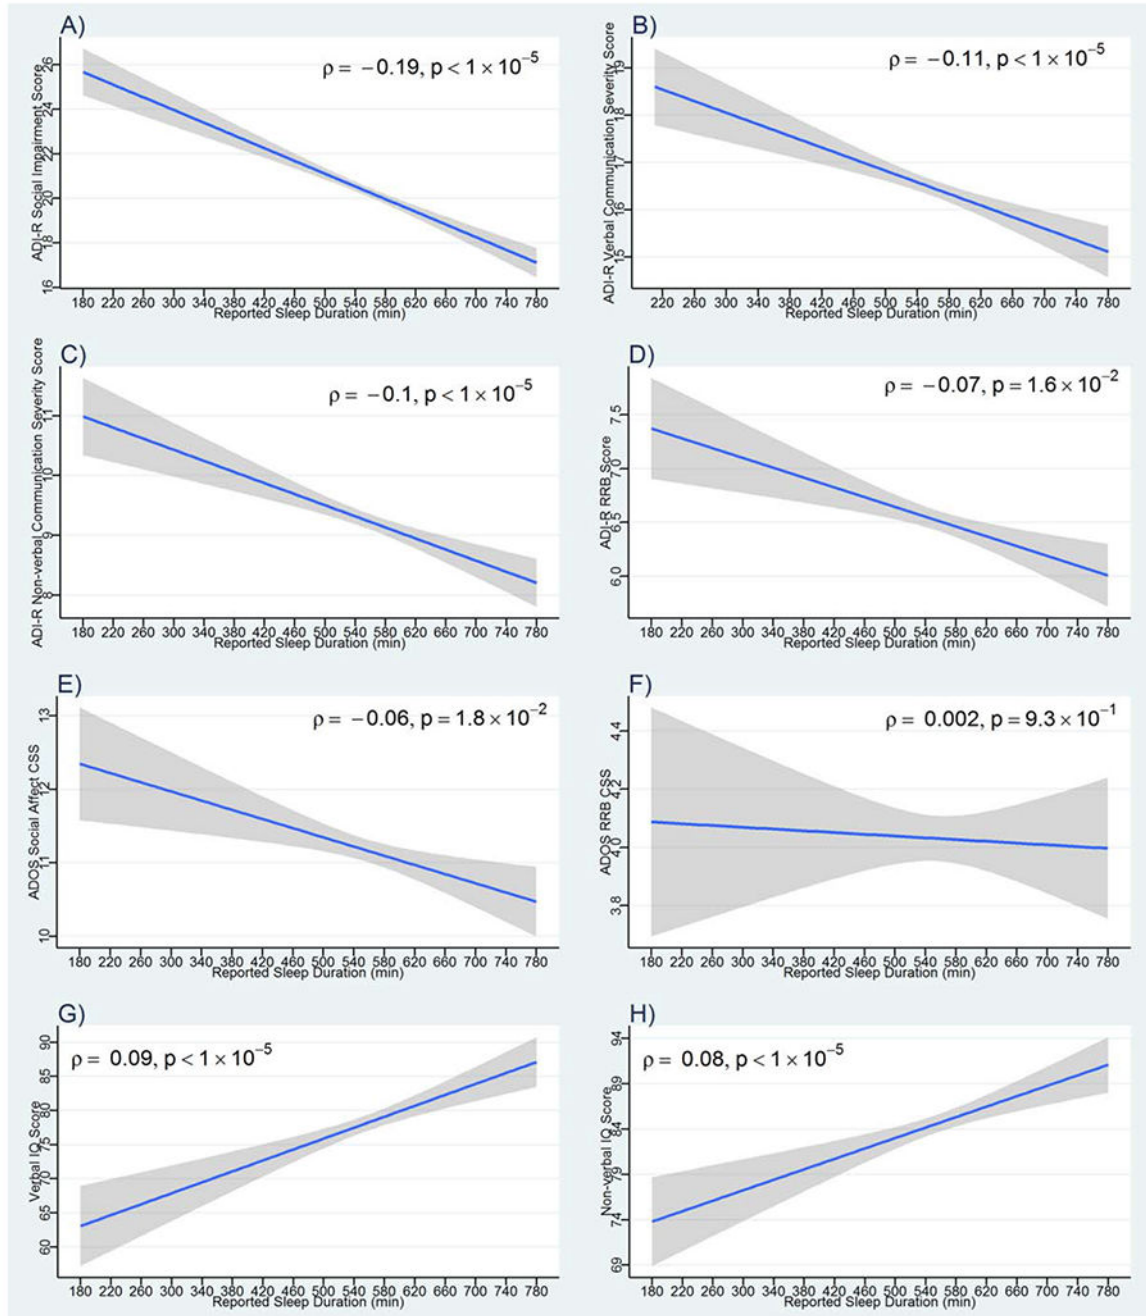 A)
ρ = −0.19, p < 1 × 10⁻⁵
ADI-R Social Impairment Score
26
24
22
20
18
16
180 220 260 300 340 380 420 460 500 540 580 620 660 700 740 780
Reported Sleep Duration (min)
B)
ρ = −0.11, p < 1 × 10⁻⁵
ADI-R Verbal Communication Severity Score
19
18
17
16
15
220 260 300 340 380 420 460 500 540 580 620 660 700 740 780
Reported Sleep Duration (min)
C)
ρ = −0.1, p < 1 × 10⁻⁵
ADI-R Non-verbal Communication Severity Score
11
10
9
8
180 220 260 300 340 380 420 460 500 540 580 620 660 700 740 780
Reported Sleep Duration (min)
D)
ρ = −0.07, p = 1.6 × 10⁻²
ADI-R RRB Score
7.5
7.0
6.5
6.0
180 220 260 300 340 380 420 460 500 540 580 620 660 700 740 780
Reported Sleep Duration (min)
E)
ρ = −0.06, p = 1.8 × 10⁻²
ADOS Social Affect CSS
13
12
11
10
180 220 260 300 340 380 420 460 500 540 580 620 660 700 740 780
Reported Sleep Duration (min)
F)
ρ = 0.002, p = 9.3 × 10⁻¹
ADOS RRB CSS
4.4
4.2
4.0
3.8
180 220 260 300 340 380 420 460 500 540 580 620 660 700 740 780
Reported Sleep Duration (min)
G)
ρ = 0.09, p < 1 × 10⁻⁵
Verbal IQ Score
90
85
80
75
70
65
60
180 220 260 300 340 380 420 460 500 540 580 620 660 700 740 780
Reported Sleep Duration (min)
H)
ρ = 0.08, p < 1 × 10⁻⁵
Non-verbal IQ Score
94
89
84
79
74
69
180 220 260 300 340 380 420 460 500 540 580 620 660 700 740 780
Reported Sleep Duration (min)